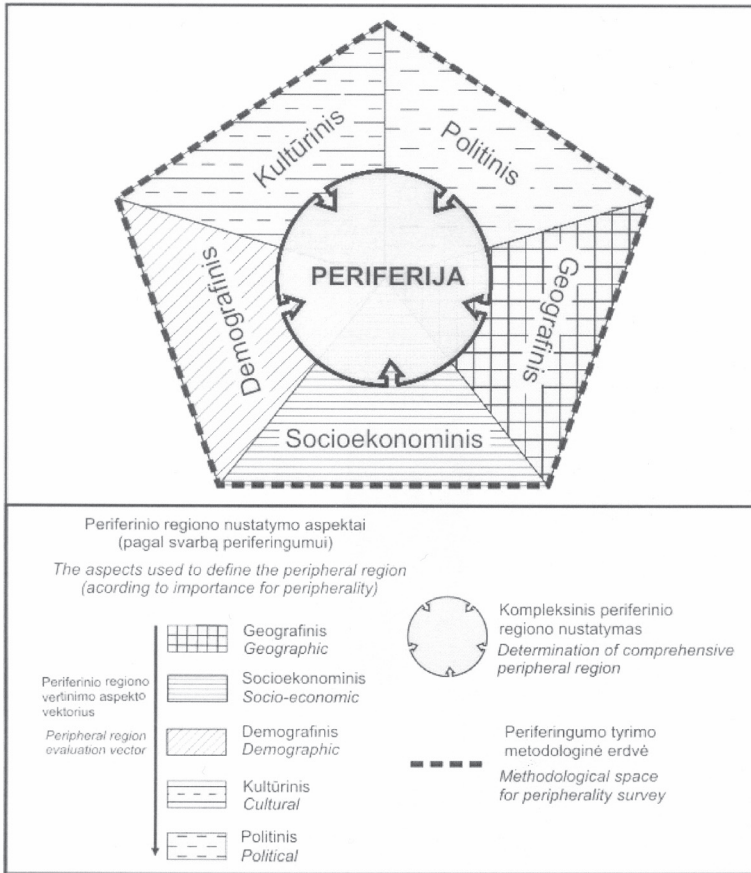 Kultūrinis
Politinis
PERIFERIJA
Demografinis
Geografinis
Socioekonominis
Periferinio regiono nustatymo aspektai
(pagal svarbą periferingumui)
The aspects used to define the peripheral region
(acording to importance for peripherality)
Periferinio regiono
vertinimo aspekto
vektorius
Peripheral region
evaluation vector
Geografinis
Geographic
Socioekonominis
Socio-economic
Demografinis
Demographic
Kultūrinis
Cultural
Politinis
Political
Kompleksinis periferinio
regiono nustatymas
Determination of comprehensive
peripheral region
Periferingumo tyrimo
metodologinė erdvė
Methodological space
for peripherality survey